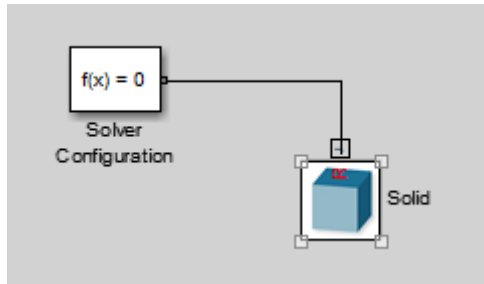 f(x) = 0
Solver
Configuration
R
Solid